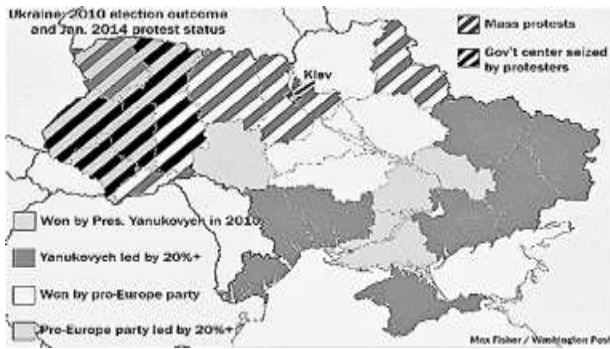 Ukraine: 2010 election outcome
and Jan. 2014 protest status
Mass protests
Gov't center seized
by protesters
Kiev
Won by Pres. Yanukovych in 2010
Yanukovych led by 20%+
Won by pro-Europe party
Pro-Europe party led by 20%+
Max Fisher / Washington Post